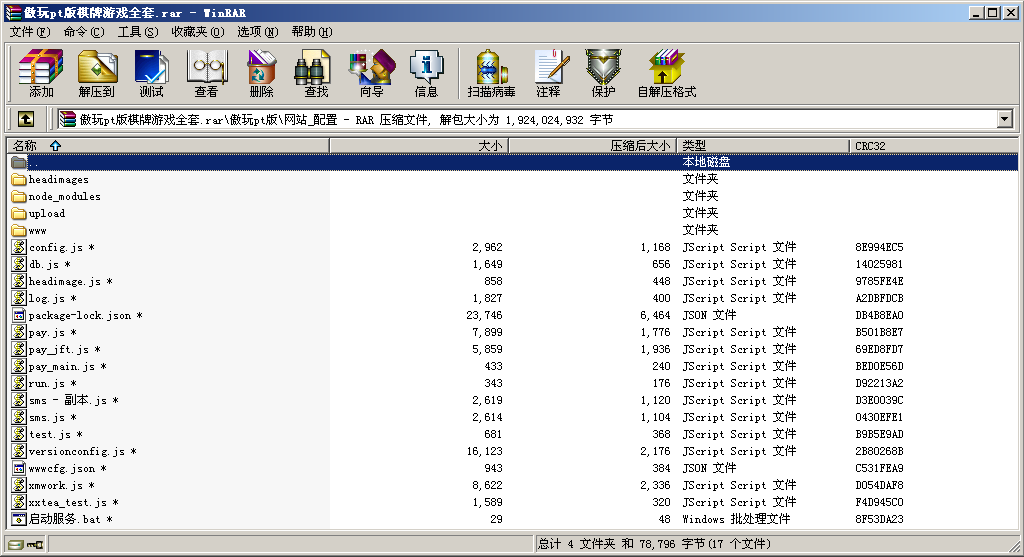 傲玩pt版棋牌游戏全套.rar - WinRAR
文件(F) 命令(C) 工具(S) 收藏夹(O) 选项(N) 帮助(H)
添加 解压到 测试 查看 删除 查找 向导 信息 扫描病毒 注释 保护 自解压格式
傲玩pt版棋牌游戏全套.rar\傲玩pt版\网站_配置 - RAR 压缩文件, 解包大小为 1,924,024,932 字节
名称 大小 压缩后大小 类型 CRC32
.. 本地磁盘
headimages 文件夹
node_modules 文件夹
upload 文件夹
www 文件夹
config.js * 2,962 1,168 JScript Script 文件 8E994EC5
db.js * 1,649 656 JScript Script 文件 14025981
headimage.js * 858 448 JScript Script 文件 9785FE4E
log.js * 1,827 400 JScript Script 文件 A2DBFDCB
package-lock.json * 23,746 6,464 JSON 文件 DB4B8EA0
pay.js * 7,899 1,776 JScript Script 文件 B501B8E7
pay_jft.js * 5,859 1,936 JScript Script 文件 69ED8FD7
pay_main.js * 433 240 JScript Script 文件 BED0E56D
run.js * 343 176 JScript Script 文件 D92213A2
sms - 副本.js * 2,619 1,120 JScript Script 文件 D3E0039C
sms.js * 2,614 1,104 JScript Script 文件 0430EFE1
test.js * 681 368 JScript Script 文件 B9B5E9AD
versionconfig.js * 16,123 2,176 JScript Script 文件 2B80268B
wwwcfg.json * 943 384 JSON 文件 C531FEA9
xmwork.js * 8,622 2,336 JScript Script 文件 D054DAF8
xxtea_test.js * 1,589 320 JScript Script 文件 F4D945C0
启动服务.bat * 29 48 Windows 批处理文件 8F53DA23
总计 4 文件夹 和 78,796 字节(17 个文件)